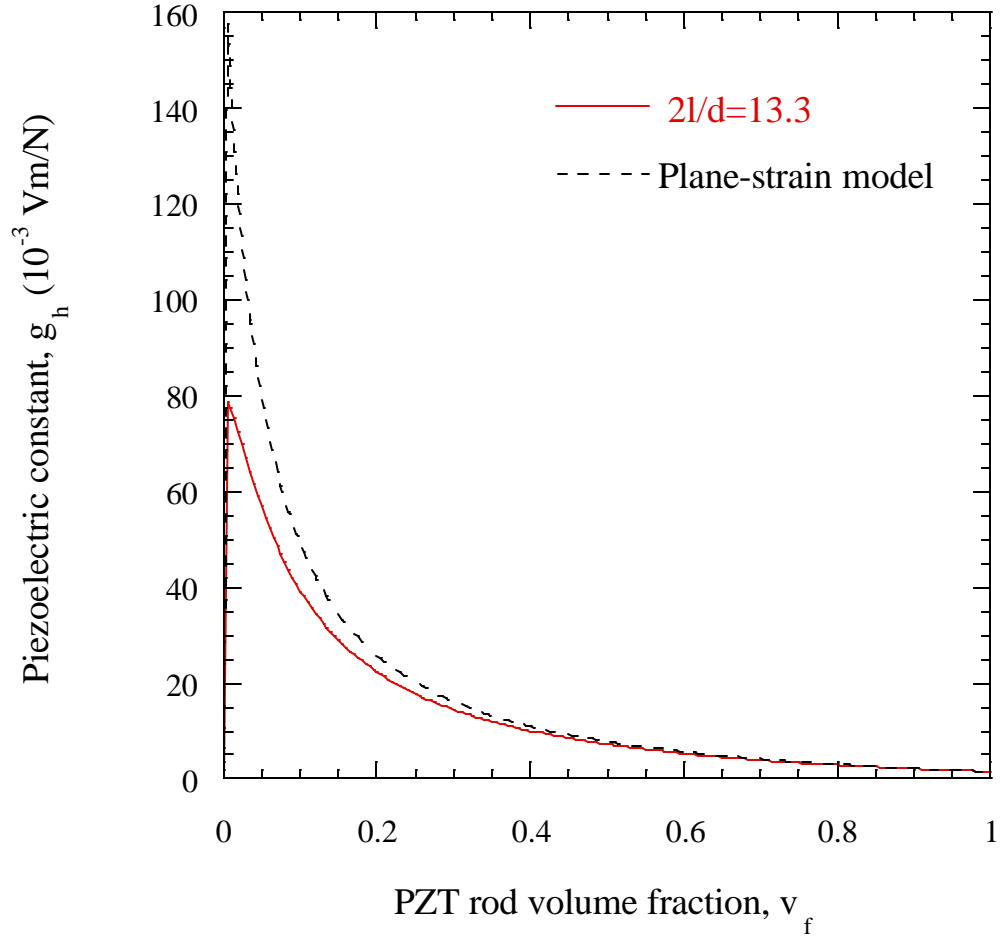 160
140
120
100
80
60
40
20
0
Piezoelectric constant, g_h (10^-3 Vm/N)
2l/d=13.3
Plane-strain model
0 0.2 0.4 0.6 0.8 1
PZT rod volume fraction, v_f